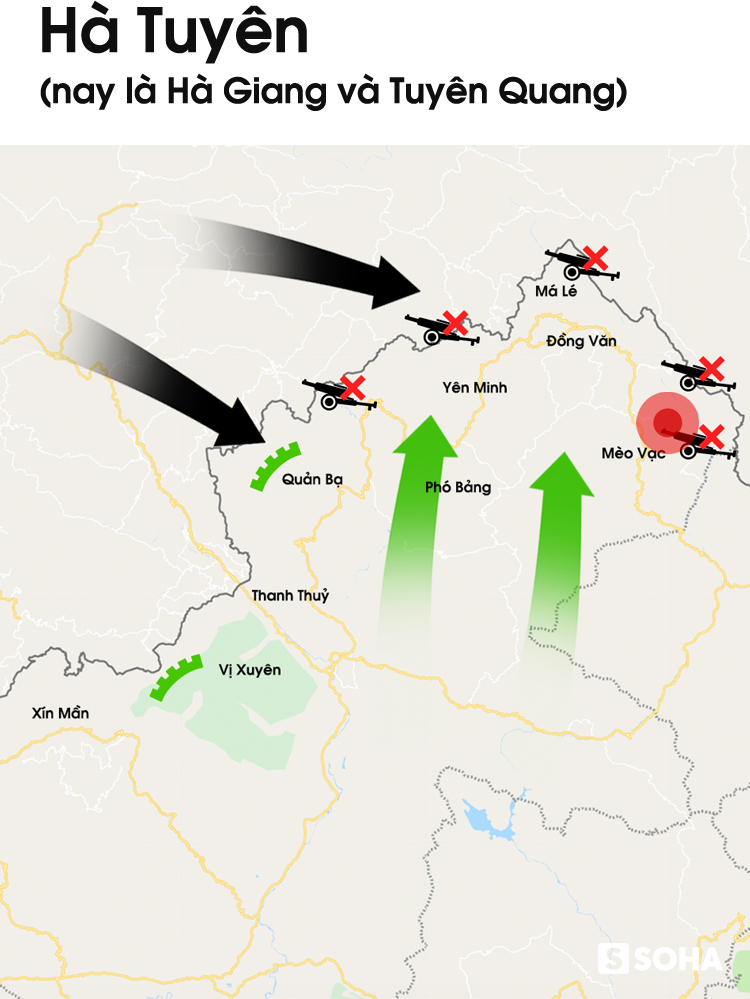 Hà Tuyên
(nay là Hà Giang và Tuyên Quang)
Má Lé
Đồng Văn
Yên Minh
Mèo Vạc
Quản Bạ
Phó Bảng
Thanh Thuỷ
Vị Xuyên
Xín Mần
S SOHA